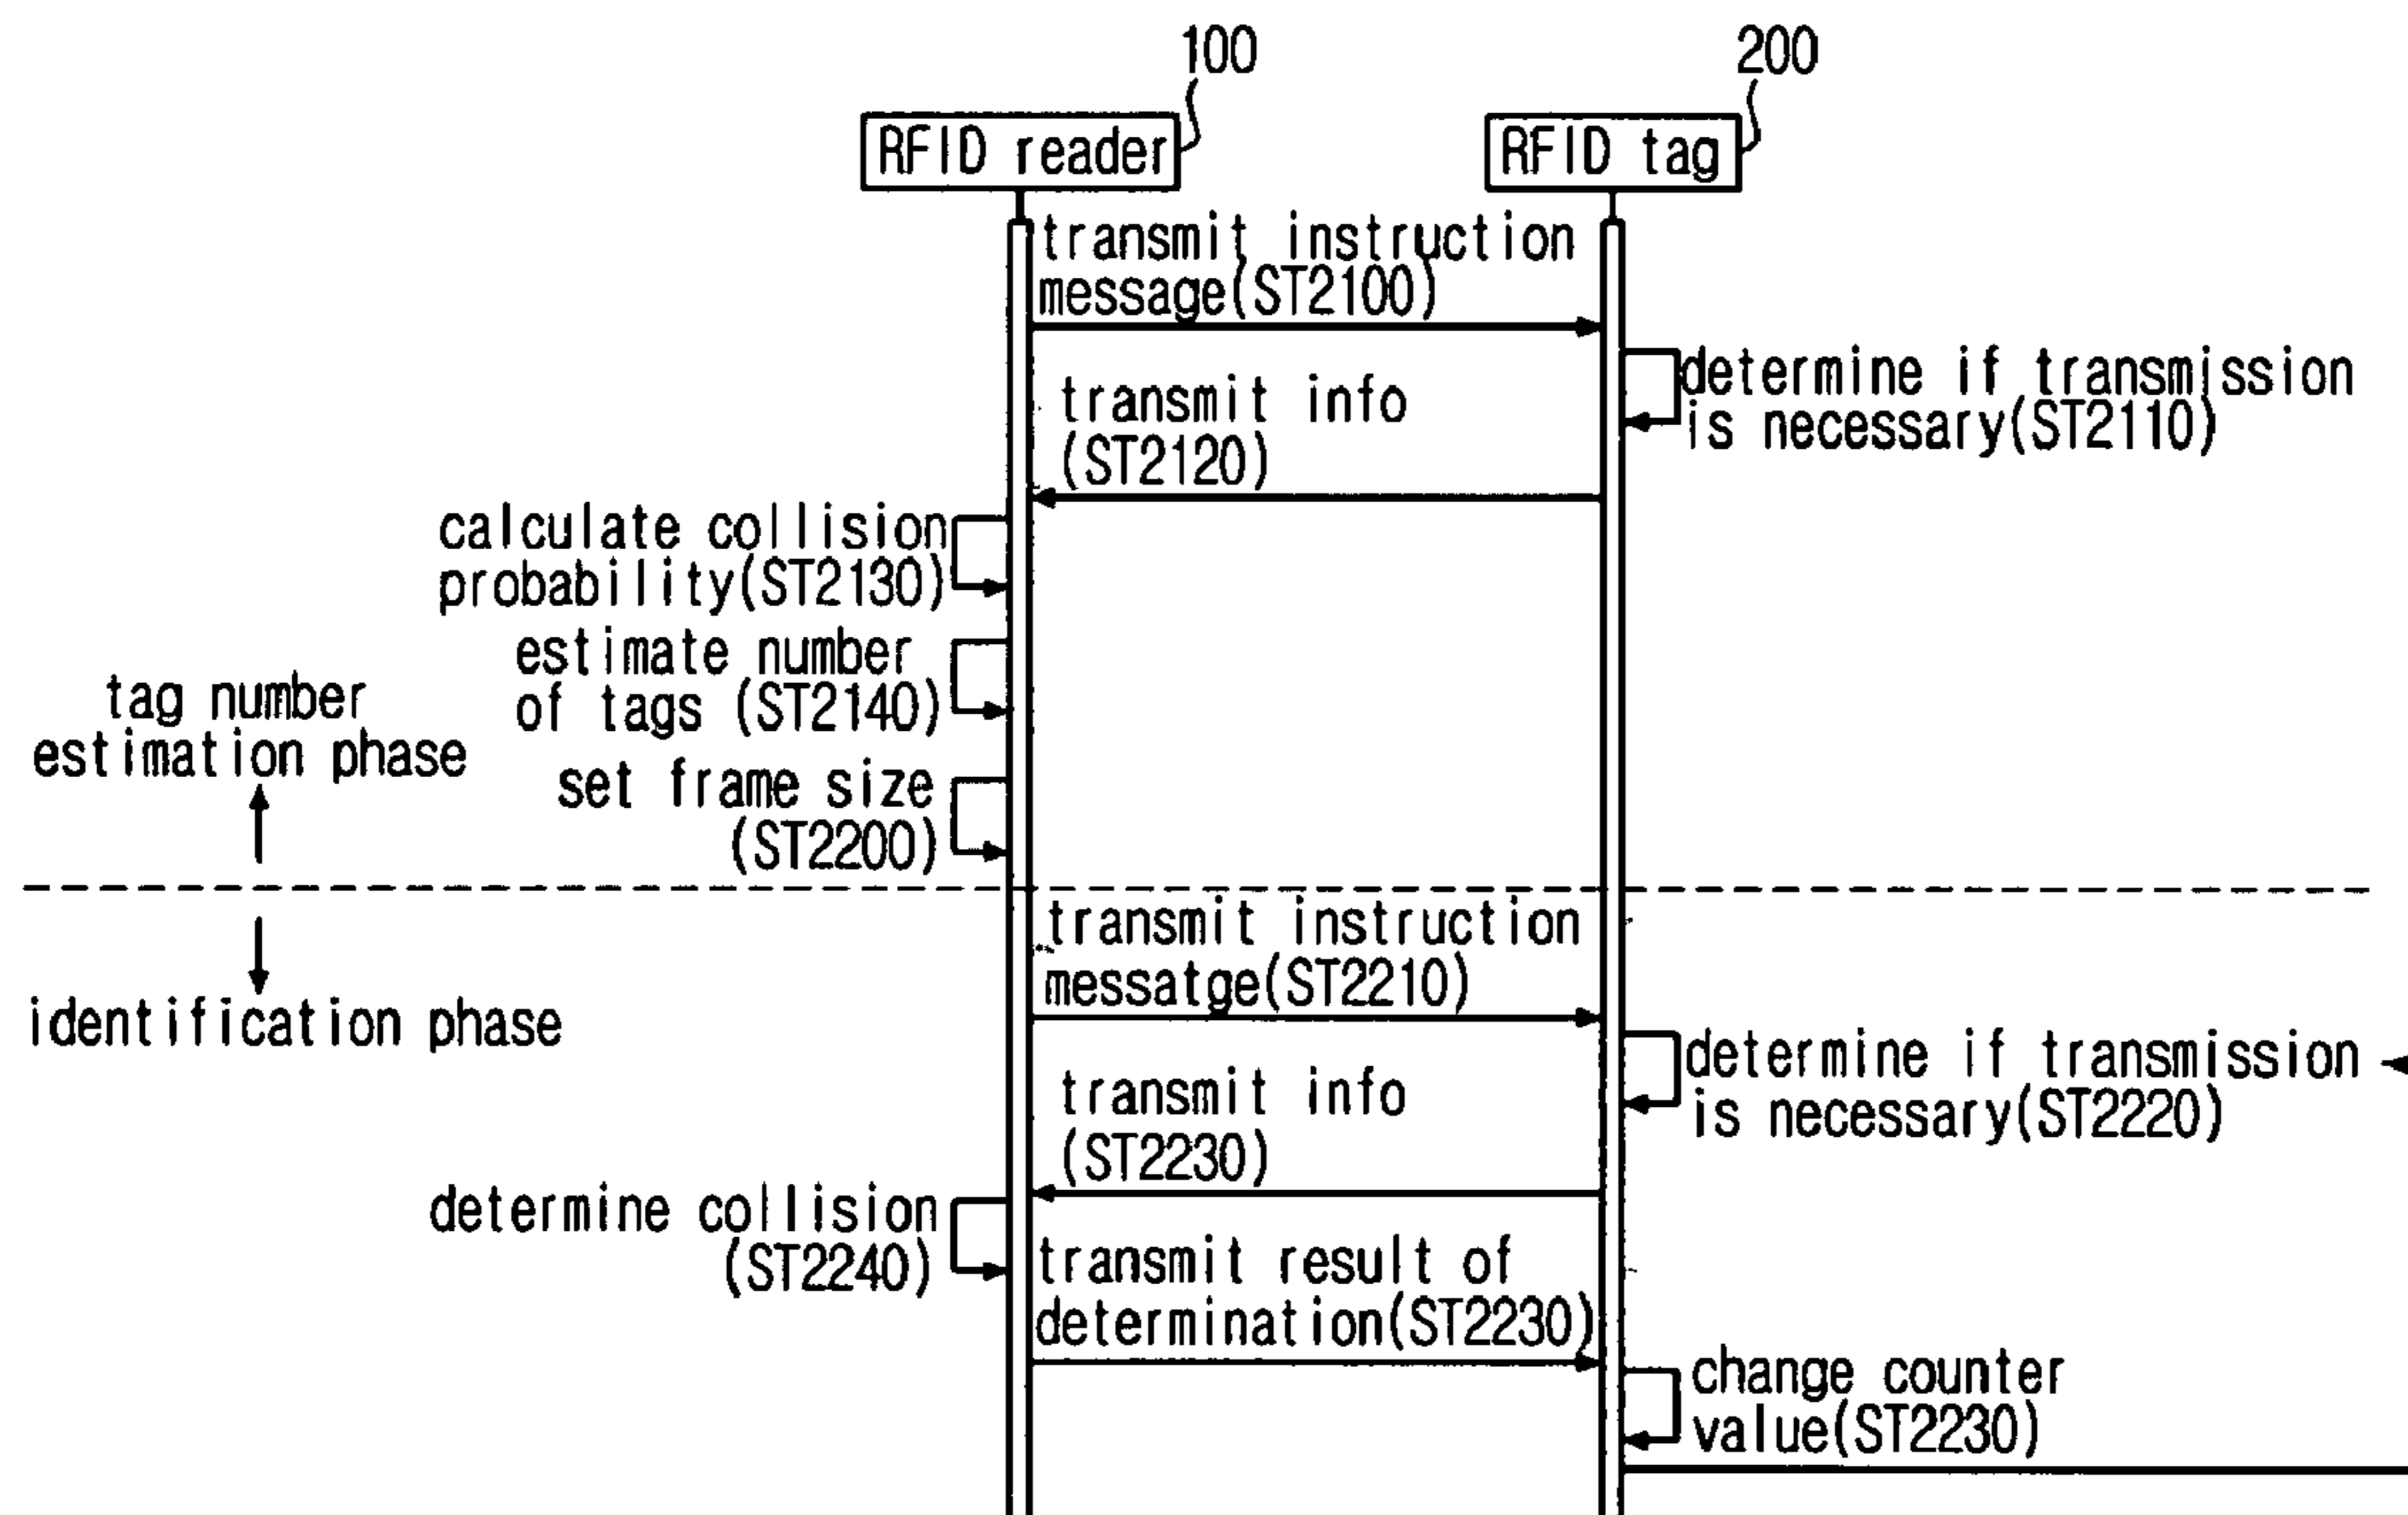 100
200
RFID reader
RFID tag
transmit instruction
message(ST2100)
determine if transmission
is necessary(ST2110)
transmit info
(ST2120)
calculate collision
probability(ST2130)
estimate number
of tags (ST2140)
tag number
estimation phase
set frame size
(ST2200)
transmit instruction
messatge(ST2210)
identification phase
determine if transmission
is necessary(ST2220)
transmit info
(ST2230)
determine collision
(ST2240)
transmit result of
determination(ST2230)
change counter
value(ST2230)